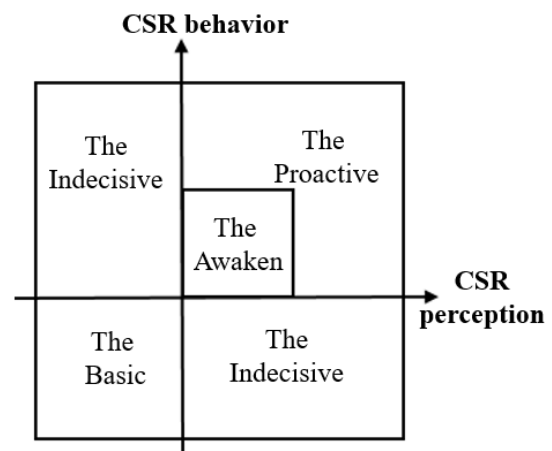 CSR behavior
The
Indecisive
The
Proactive
The
Awaken
CSR
perception
The
Basic
The
Indecisive